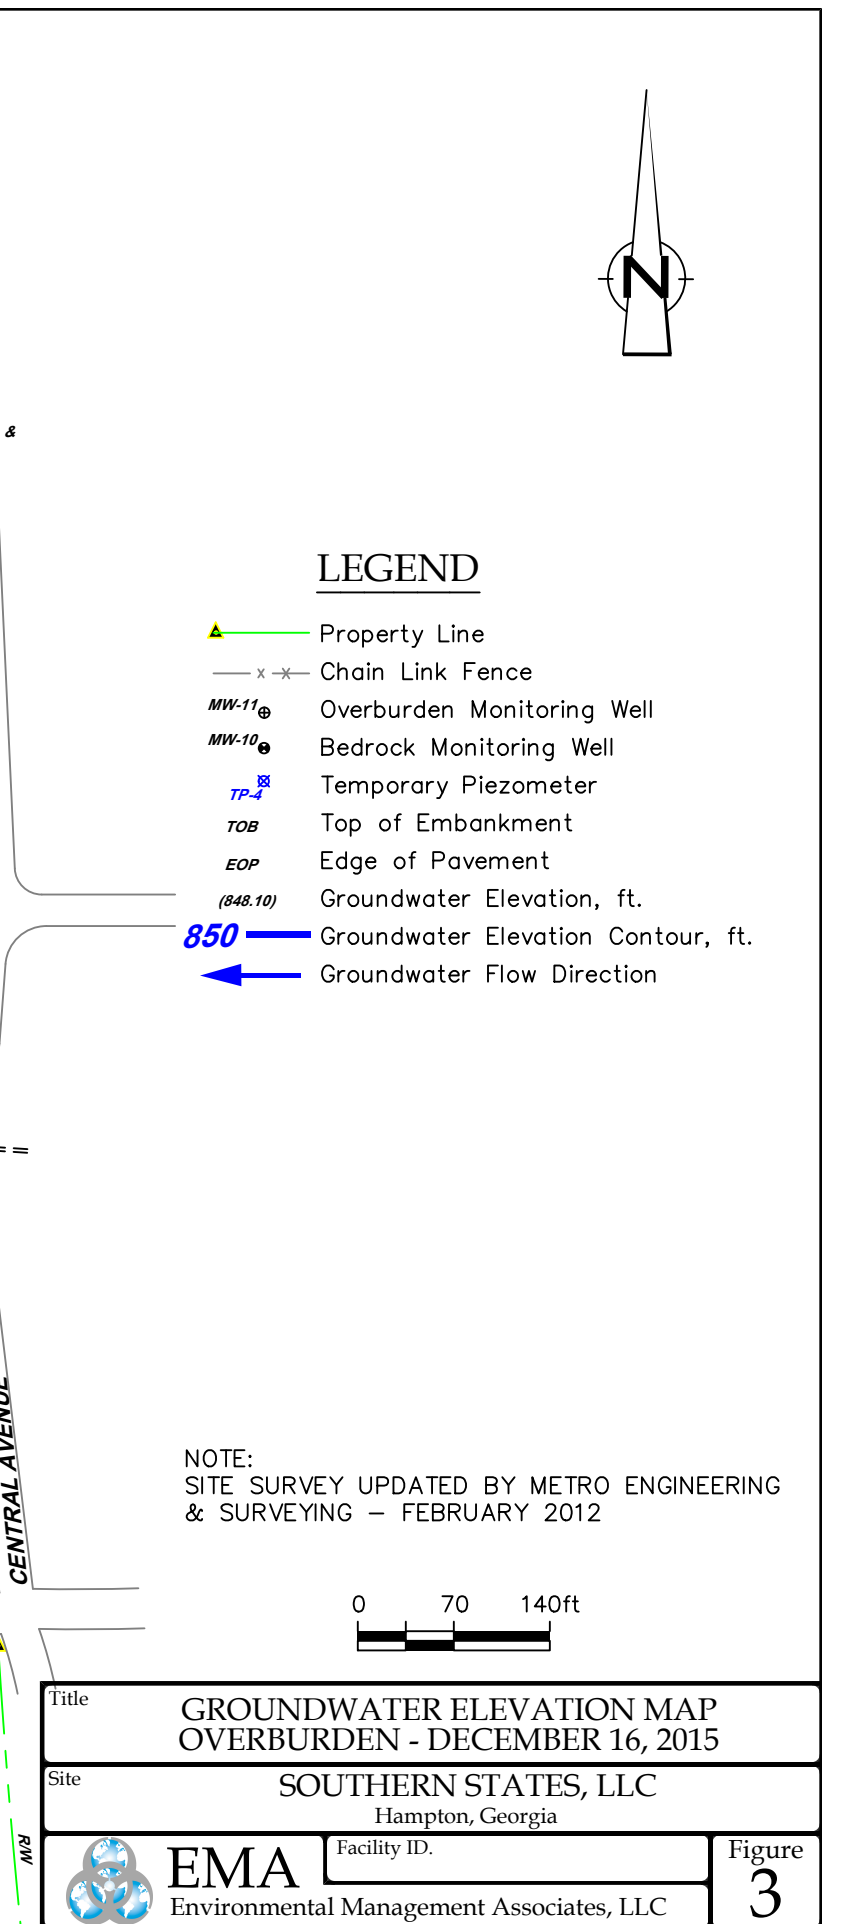 N
&
LEGEND
Property Line
x x Chain Link Fence
MW-11 Overburden Monitoring Well
MW-10 Bedrock Monitoring Well
TP-4 Temporary Piezometer
TOB Top of Embankment
EOP Edge of Pavement
(848.10) Groundwater Elevation, ft.
850 Groundwater Elevation Contour, ft.
Groundwater Flow Direction
==
CENTRAL AVENUE
NOTE:
SITE SURVEY UPDATED BY METRO ENGINEERING
& SURVEYING – FEBRUARY 2012
0 70 140ft
Title
GROUNDWATER ELEVATION MAP
OVERBURDEN - DECEMBER 16, 2015
Site
SOUTHERN STATES, LLC
Hampton, Georgia
R/W
EMA
Environmental Management Associates, LLC
Facility ID.
Figure
3